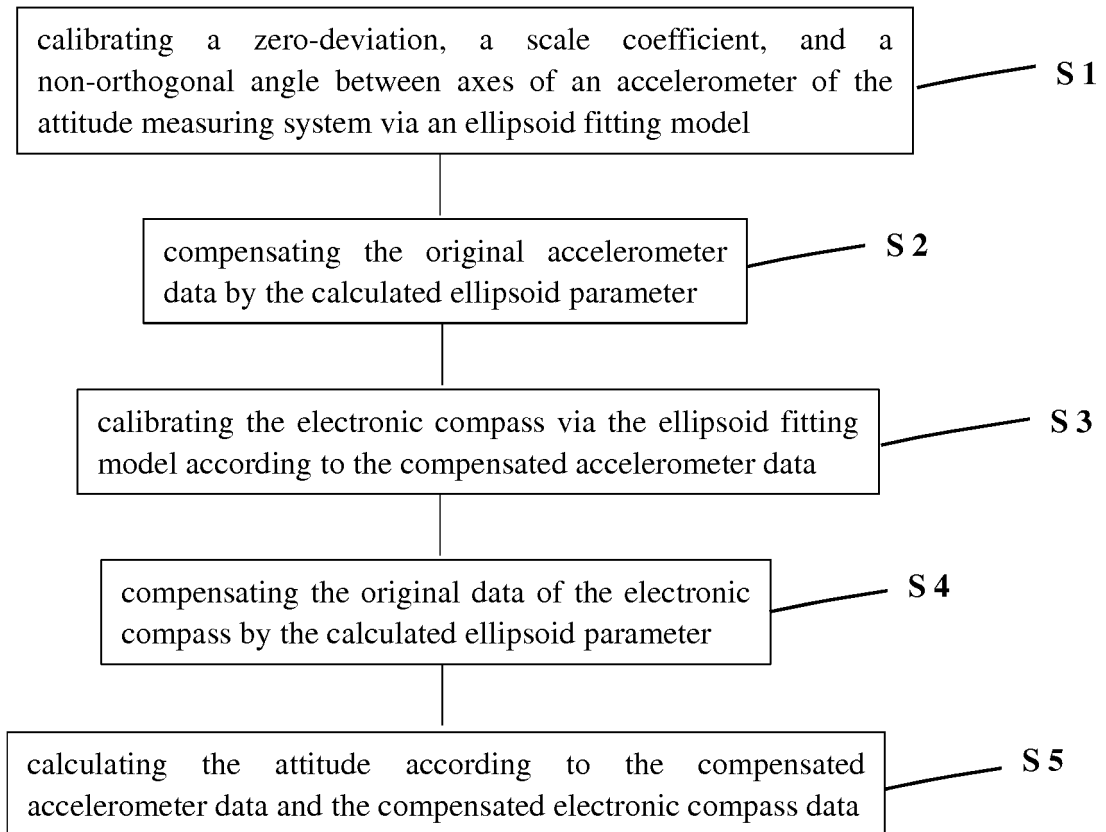 calibrating a zero-deviation, a scale coefficient, and a
non-orthogonal angle between axes of an accelerometer of the
attitude measuring system via an ellipsoid fitting model
S 1
compensating the original accelerometer
data by the calculated ellipsoid parameter
S 2
calibrating the electronic compass via the ellipsoid fitting
model according to the compensated accelerometer data
S 3
compensating the original data of the electronic
compass by the calculated ellipsoid parameter
S 4
calculating the attitude according to the compensated
accelerometer data and the compensated electronic compass data
S 5